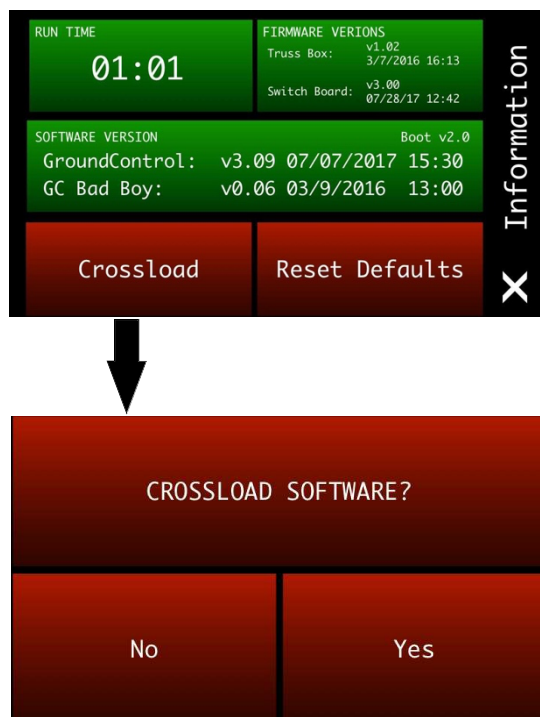 RUN TIME
01:01
FIRMWARE VERIONS
Truss Box: v1.02
3/7/2016 16:13
Switch Board: v3.00
07/28/17 12:42
SOFTWARE VERSION Boot v2.0
GroundControl: v3.09 07/07/2017 15:30
GC Bad Boy: v0.06 03/9/2016 13:00
Crossload
Reset Defaults
Information
X
CROSSLOAD SOFTWARE?
No
Yes